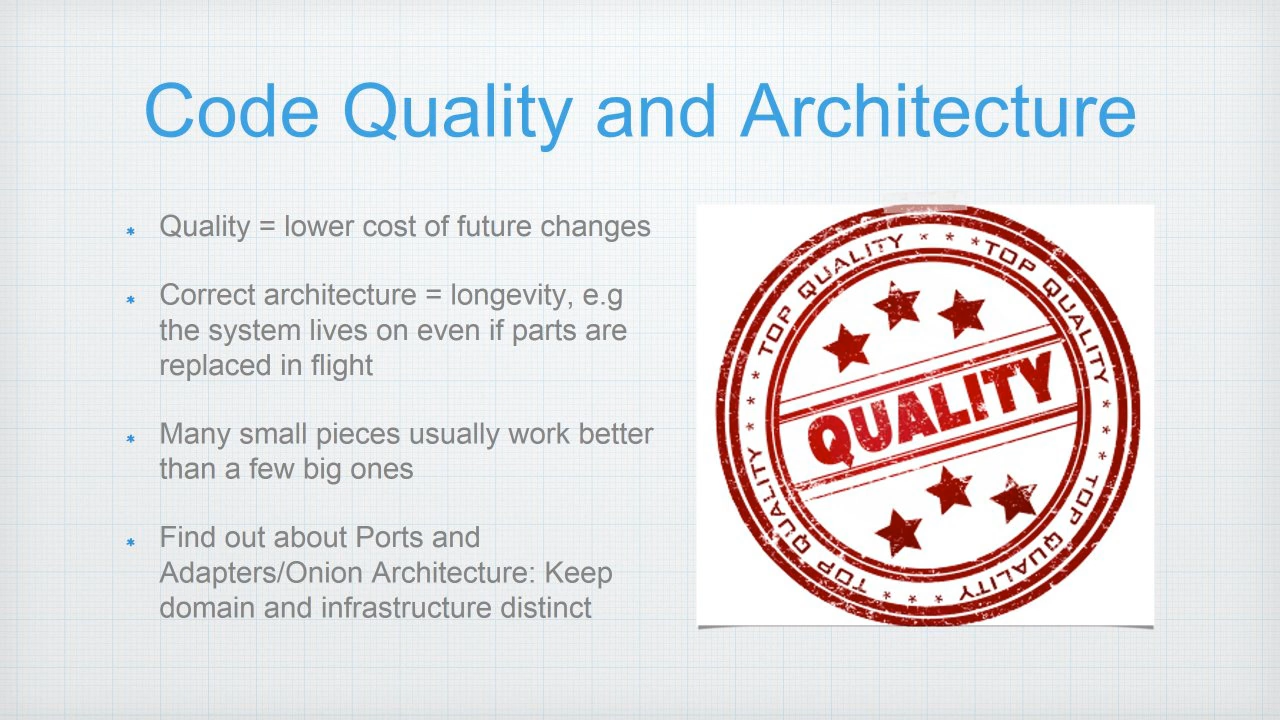 Code Quality and Architecture
* Quality = lower cost of future changes
* Correct architecture = longevity, e.g
the system lives on even if parts are
replaced in flight
* Many small pieces usually work better
than a few big ones
* Find out about Ports and
Adapters/Onion Architecture: Keep
domain and infrastructure distinct
TOP QUALITY * * * TOP QUALITY * * * TOP QUALITY * * * TOP QUALITY * * *
QUALITY